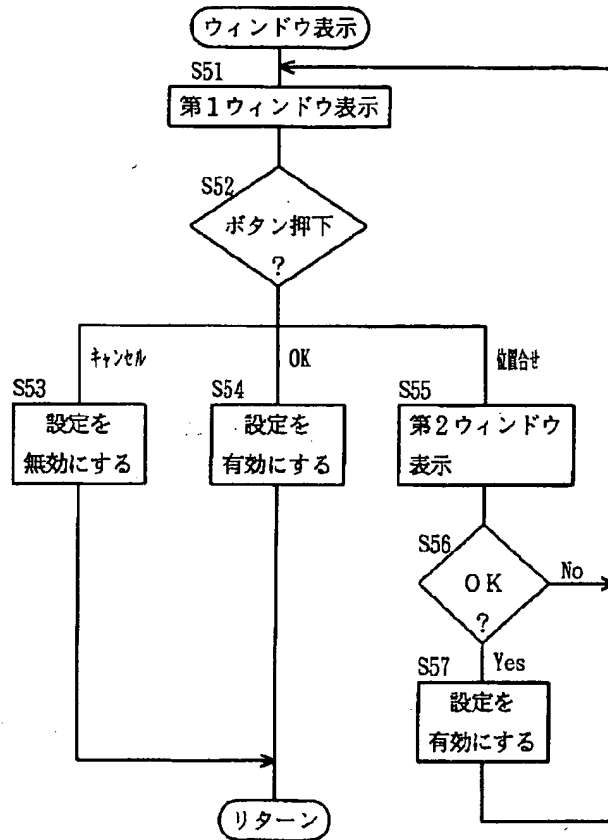 ウィンドウ表示
S51
第1ウィンドウ表示
S52
ボタン押下
?
キャンセル
OK
位置合せ
S53
設定を
無効にする
S54
設定を
有効にする
S55
第2ウィンドウ
表示
S56
OK
?
No
Yes
S57
設定を
有効にする
リターン